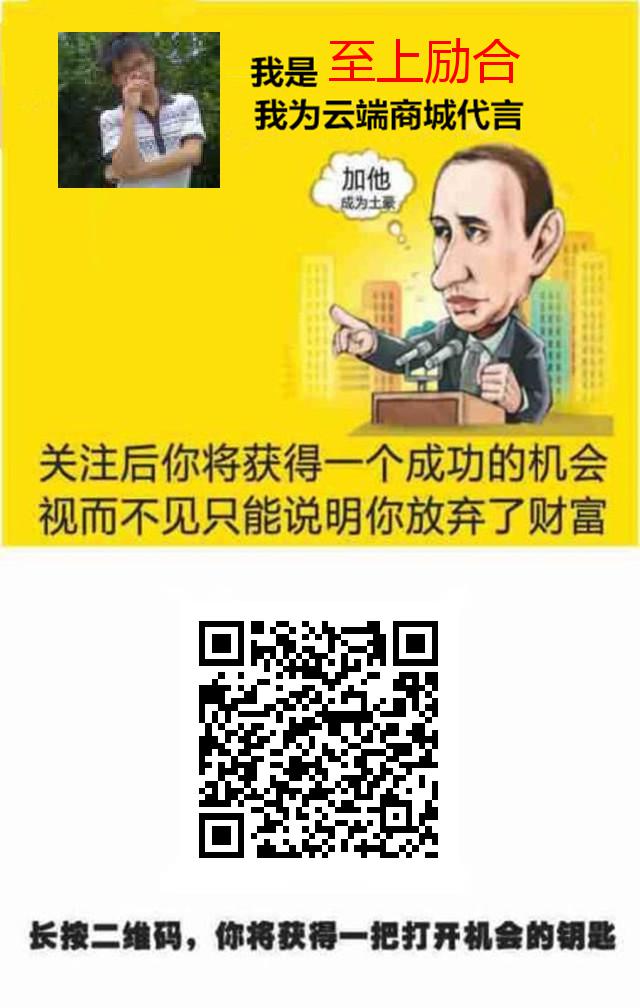 我是 至上励合
我为云端商城代言
加他
成为土豪
关注后你将获得一个成功的机会
视而不见只能说明你放弃了财富
长按二维码，你将获得一把打开机会的钥匙